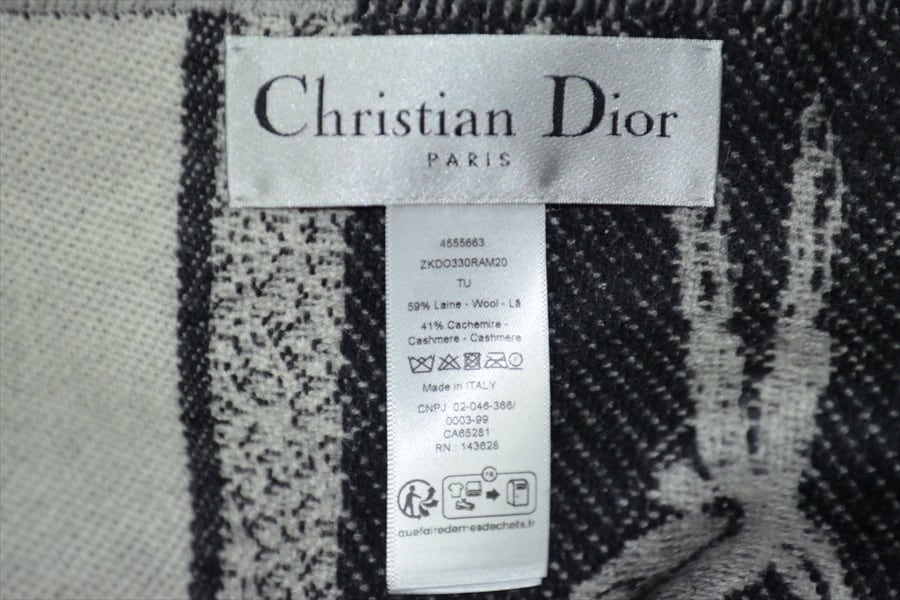 Christian Dior
PARIS
4555663
ZKDO330RAM20
TU
59% Laine - Wool - Lã
41% Cachemire -
Cashmere - Cashmere
Made in ITALY
CNPJ 02-046-366/
0003-99
CA65281
RN : 143628
quefairedemesdechets.fr